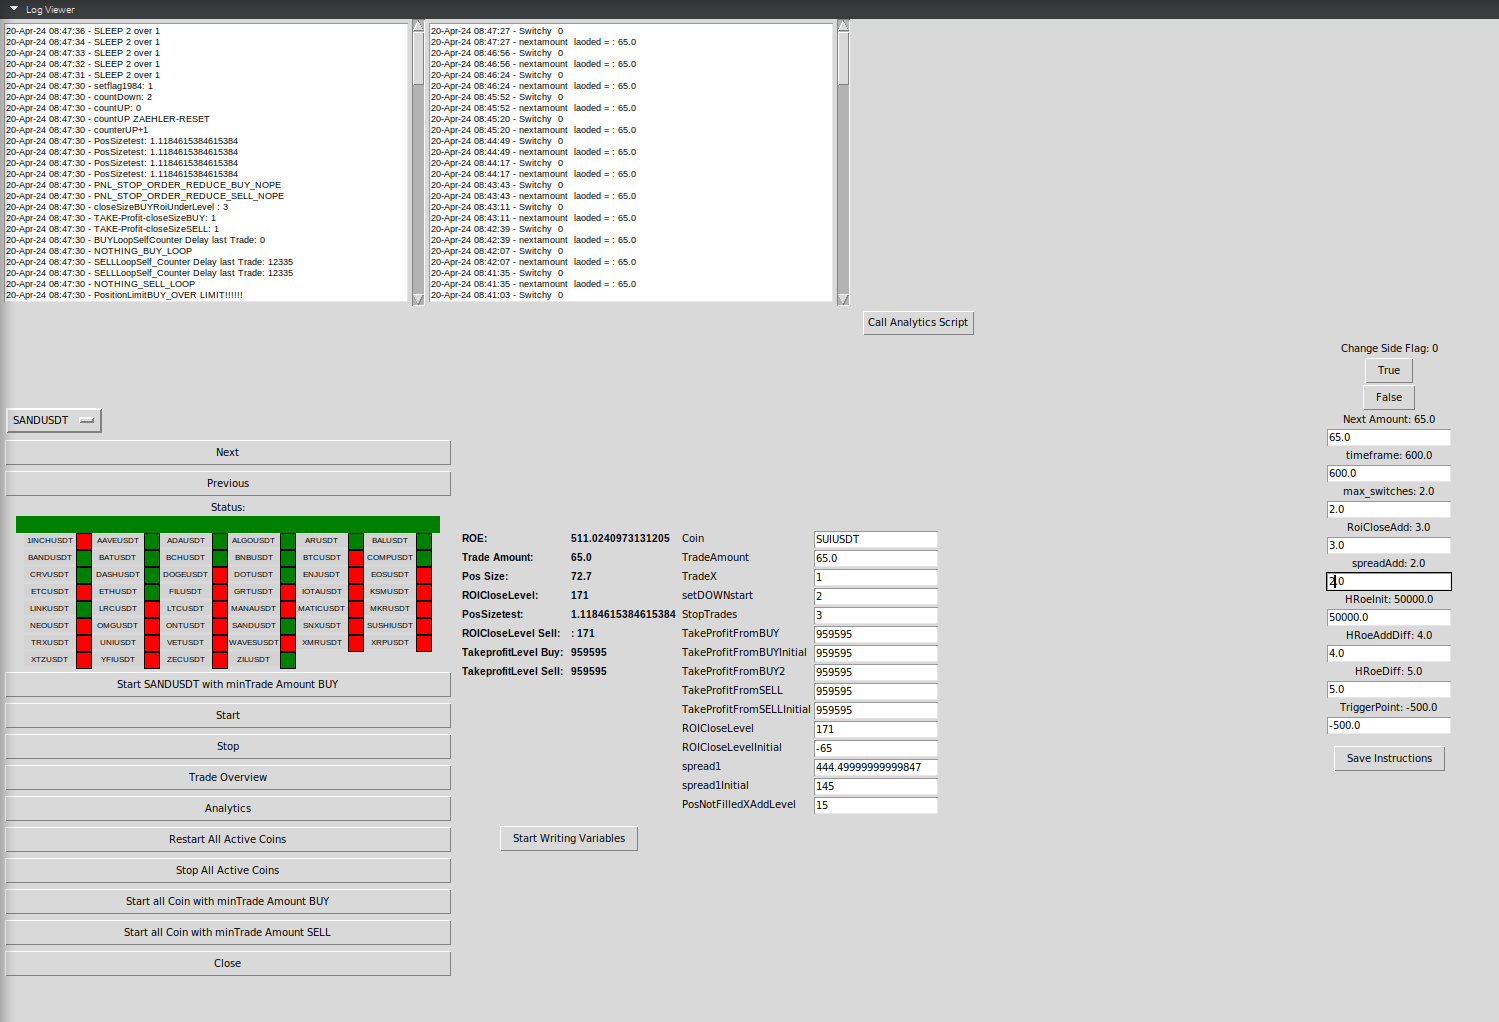 Log Viewer
20-Apr-24 08:47:36 - SLEEP 2 over 1
20-Apr-24 08:47:34 - SLEEP 2 over 1
20-Apr-24 08:47:33 - SLEEP 2 over 1
20-Apr-24 08:47:32 - SLEEP 2 over 1
20-Apr-24 08:47:31 - SLEEP 2 over 1
20-Apr-24 08:47:30 - setflag1984: 1
20-Apr-24 08:47:30 - countDown: 2
20-Apr-24 08:47:30 - countUP: 0
20-Apr-24 08:47:30 - countUP ZAEHLER-RESET
20-Apr-24 08:47:30 - counterUP+1
20-Apr-24 08:47:30 - PosSizetest: 1.1184615384615384
20-Apr-24 08:47:30 - PosSizetest: 1.1184615384615384
20-Apr-24 08:47:30 - PosSizetest: 1.1184615384615384
20-Apr-24 08:47:30 - PosSizetest: 1.1184615384615384
20-Apr-24 08:47:30 - PNL_STOP_ORDER_REDUCE_BUY_NOPE
20-Apr-24 08:47:30 - PNL_STOP_ORDER_REDUCE_SELL_NOPE
20-Apr-24 08:47:30 - closeSizeBUYRoiUnderLevel : 3
20-Apr-24 08:47:30 - TAKE-Profit-closeSizeBUY: 1
20-Apr-24 08:47:30 - TAKE-Profit-closeSizeSELL: 1
20-Apr-24 08:47:30 - BUYLoopSelfCounter Delay last Trade: 0
20-Apr-24 08:47:30 - NOTHING_BUY_LOOP
20-Apr-24 08:47:30 - SELLLoopSelf_Counter Delay last Trade: 12335
20-Apr-24 08:47:30 - SELLLoopSelf_Counter Delay last Trade: 12335
20-Apr-24 08:47:30 - NOTHING_SELL_LOOP
20-Apr-24 08:47:30 - PositionLimitBUY_OVER LIMIT!!!!!!
20-Apr-24 08:47:27 - Switchy 0
20-Apr-24 08:47:27 - nextamount laoded = : 65.0
20-Apr-24 08:46:56 - Switchy 0
20-Apr-24 08:46:56 - nextamount laoded = : 65.0
20-Apr-24 08:46:24 - Switchy 0
20-Apr-24 08:46:24 - nextamount laoded = : 65.0
20-Apr-24 08:45:52 - Switchy 0
20-Apr-24 08:45:52 - nextamount laoded = : 65.0
20-Apr-24 08:45:20 - Switchy 0
20-Apr-24 08:45:20 - nextamount laoded = : 65.0
20-Apr-24 08:44:49 - Switchy 0
20-Apr-24 08:44:49 - nextamount laoded = : 65.0
20-Apr-24 08:44:17 - Switchy 0
20-Apr-24 08:44:17 - nextamount laoded = : 65.0
20-Apr-24 08:43:43 - Switchy 0
20-Apr-24 08:43:43 - nextamount laoded = : 65.0
20-Apr-24 08:43:11 - Switchy 0
20-Apr-24 08:43:11 - nextamount laoded = : 65.0
20-Apr-24 08:42:39 - Switchy 0
20-Apr-24 08:42:39 - nextamount laoded = : 65.0
20-Apr-24 08:42:07 - Switchy 0
20-Apr-24 08:42:07 - nextamount laoded = : 65.0
20-Apr-24 08:41:35 - Switchy 0
20-Apr-24 08:41:35 - nextamount laoded = : 65.0
20-Apr-24 08:41:03 - Switchy 0
Call Analytics Script
SANDUSDT
Next
Previous
Status:
1INCHUSDT AAVEUSDT ADAUSDT ALGOUSDT ARUSDT BALUSDT
BANDUSDT BATUSDT BCHUSDT BNBUSDT BTCUSDT COMPUSDT
CRVUSDT DASHUSDT DOGEUSDT DOTUSDT ENJUSDT EOSUSDT
ETCUSDT ETHUSDT FILUSDT GRTUSDT IOTAUSDT KSMUSDT
LINKUSDT LRCUSDT LTCUSDT MANAUSDT MATICUSDT MKRUSDT
NEOUSDT OMGUSDT ONTUSDT SANDUSDT SNXUSDT SUSHIUSDT
TRXUSDT UNIUSDT VETUSDT WAVESUSDT XMRUSDT XRPUSDT
XTZUSDT YFIUSDT ZECUSDT ZILUSDT
Start SANDUSDT with minTrade Amount BUY
Start
Stop
Trade Overview
Analytics
Restart All Active Coins
Stop All Active Coins
Start all Coin with minTrade Amount BUY
Start all Coin with minTrade Amount SELL
Close
ROE: 511.0240973131205
Trade Amount: 65.0
Pos Size: 72.7
ROICloseLevel: 171
PosSizetest: 1.1184615384615384
ROICloseLevel Sell: : 171
TakeprofitLevel Buy: 959595
TakeprofitLevel Sell: 959595
Coin SUIUSDT
TradeAmount 65.0
TradeX 1
setDOWNstart 2
StopTrades 3
TakeProfitFromBUY 959595
TakeProfitFromBUYInitial 959595
TakeProfitFromBUY2 959595
TakeProfitFromSELL 959595
TakeProfitFromSELLInitial 959595
ROICloseLevel 171
ROICloseLevelInitial -65
spread1 444.49999999999847
spread1Initial 145
PosNotFilledXAddLevel 15
Start Writing Variables
Change Side Flag: 0
True
False
Next Amount: 65.0
65.0
timeframe: 600.0
600.0
max_switches: 2.0
2.0
RoiCloseAdd: 3.0
3.0
spreadAdd: 2.0
2.0
HRoeInit: 50000.0
50000.0
HRoeAddDiff: 4.0
4.0
HRoeDiff: 5.0
5.0
TriggerPoint: -500.0
-500.0
Save Instructions